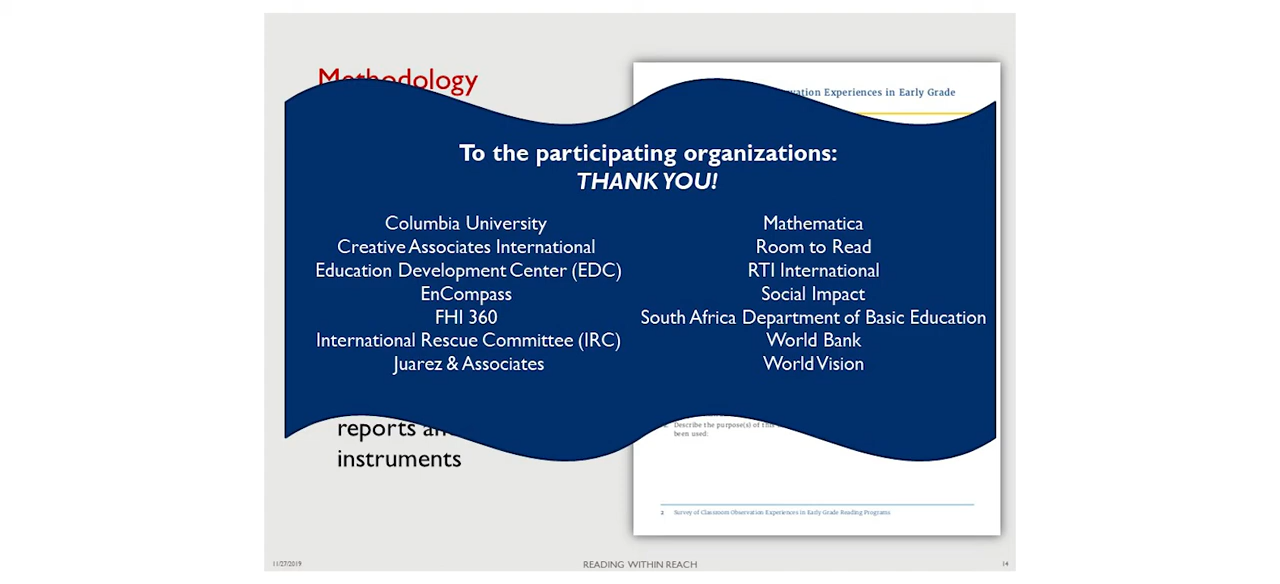 Methodology
vation Experiences in Early Grade
To the participating organizations:
THANK YOU!
Columbia University
Creative Associates International
Education Development Center (EDC)
EnCompass
FHI 360
International Rescue Committee (IRC)
Juarez & Associates
Mathematica
Room to Read
RTI International
Social Impact
South Africa Department of Basic Education
World Bank
World Vision
reports an
instruments
Describe the purpose(s) of this
been used:
2 Survey of Classroom Observation Experiences in Early Grade Reading Programs
11/27/2019
READING WITHIN REACH
14